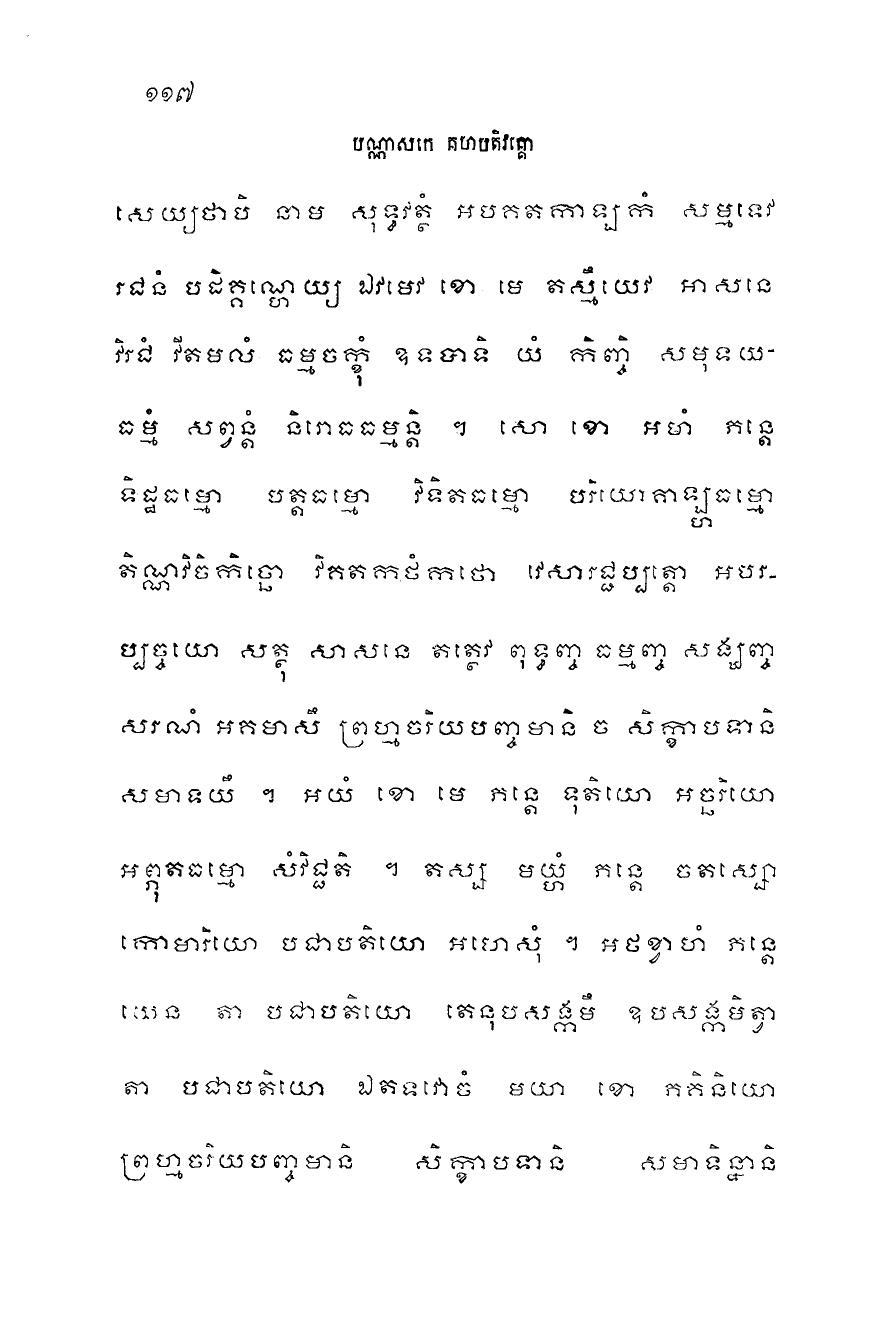 ១១៧
បណ្ណាសកេ គហបតិវគ្គោ
សេយ្យថាបិ នាម សុទ្ធវត្ថំ អបគតកាឡកំ សម្មទេវ
រជនំ បដិគ្គណ្ហេយ្យ ឯវមេវ ខោ មេ តស្មឹយេវ អាសនេ
វិរជំ វីតមលំ ធម្មចក្ខុំ ឧទបាទិ យំ កិញ្ចិ សមុទយ-
ធម្មំ សព្វន្តំ និរោធធម្មន្តិ ។ សោ ខោ អហំ ភន្តេ
ទិដ្ឋធម្មោ បត្តធម្មោ វិទិតធម្មោ បរិយោគាឡ្ហធម្មោ
តិណ្ណវិចិកិច្ឆោ វិគតកថំកថោ វេសារជ្ជប្បត្តោ អបរ-
ប្បច្ចយោ សត្ថុ សាសនេ តត្ថេវ ពុទ្ធញ្ច ធម្មញ្ច សង្ឃញ្ច
សរណំ អគមាសឹ ព្រហ្មចរិយបញ្ចមានិ ច សិក្ខាបទានិ
សមាទយឹ ។ អយំ ខោ មេ ភន្តេ ទុតិយោ អច្ឆរិយោ
អព្ភុតធម្មោ សំវិជ្ជតិ ។ តស្ស មយ្ហំ ភន្តេ ចតស្សោ
កោមារិយោ បជាបតិយោ អហេសុំ ។ អថខ្វាហំ ភន្តេ
យេន តា បជាបតិយោ តេនុបសង្កមឹ ឧបសង្កមិត្វា
តា បជាបតិយោ ឯតទវោចំ មយា ខោ ភគិនិយោ
ព្រហ្មចរិយបញ្ចមានិ សិក្ខាបទានិ សមាទិន្នានិ